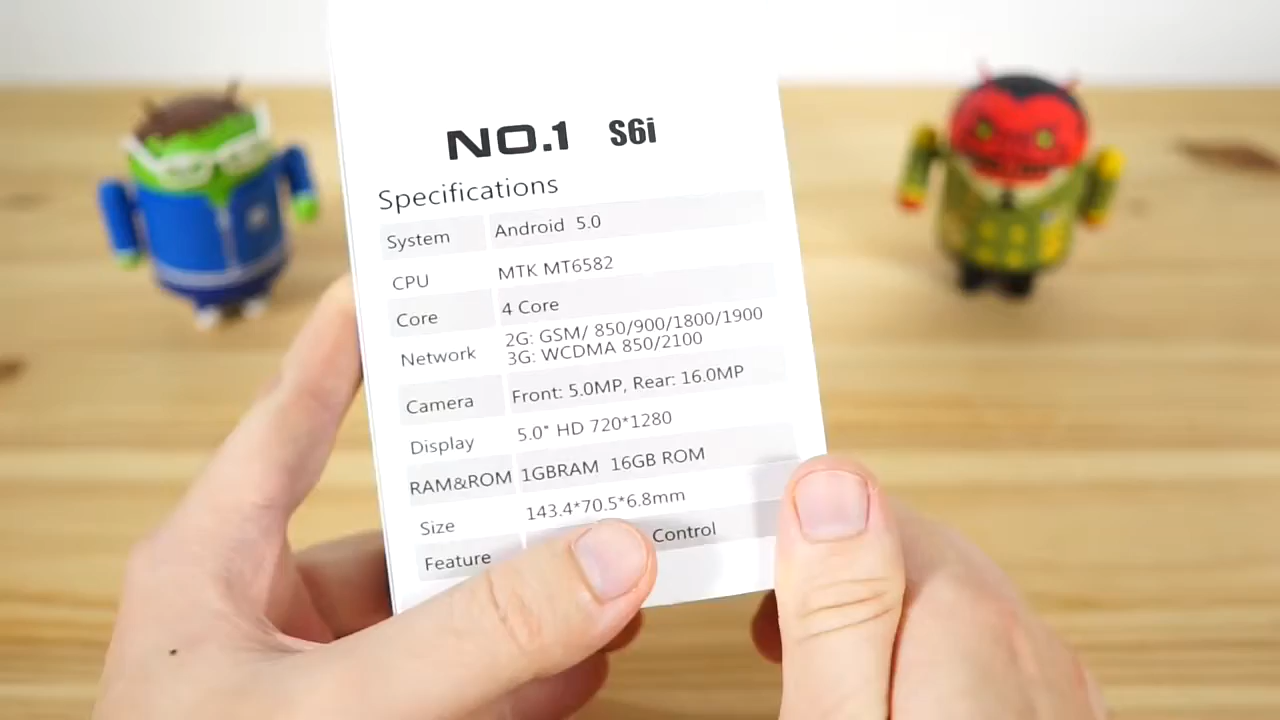 NO.1 S6i
Specifications
System Android 5.0
CPU MTK MT6582
Core 4 Core
Network 2G: GSM/ 850/900/1800/1900
3G: WCDMA 850/2100
Camera Front: 5.0MP, Rear: 16.0MP
Display 5.0" HD 720*1280
RAM&ROM 1GBRAM 16GB ROM
Size 143.4*70.5*6.8mm
Feature Control